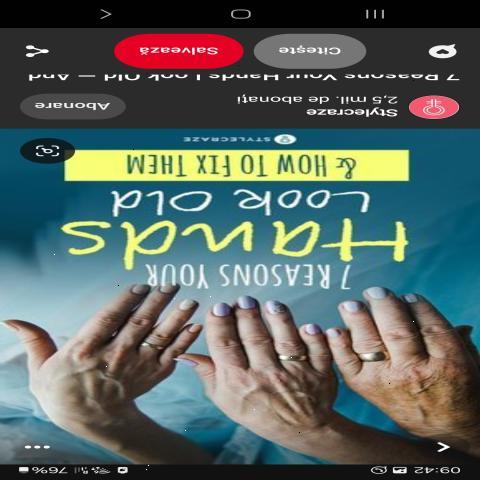 09:42 76%
7 REASONS YOUR
Hands
Look Old
& HOW TO FIX THEM
STYLECRAZE
Stylecraze
2,5 mil. de abonați
Abonare
7 Reasons Your Hands Look Old — And
Citește Salvează